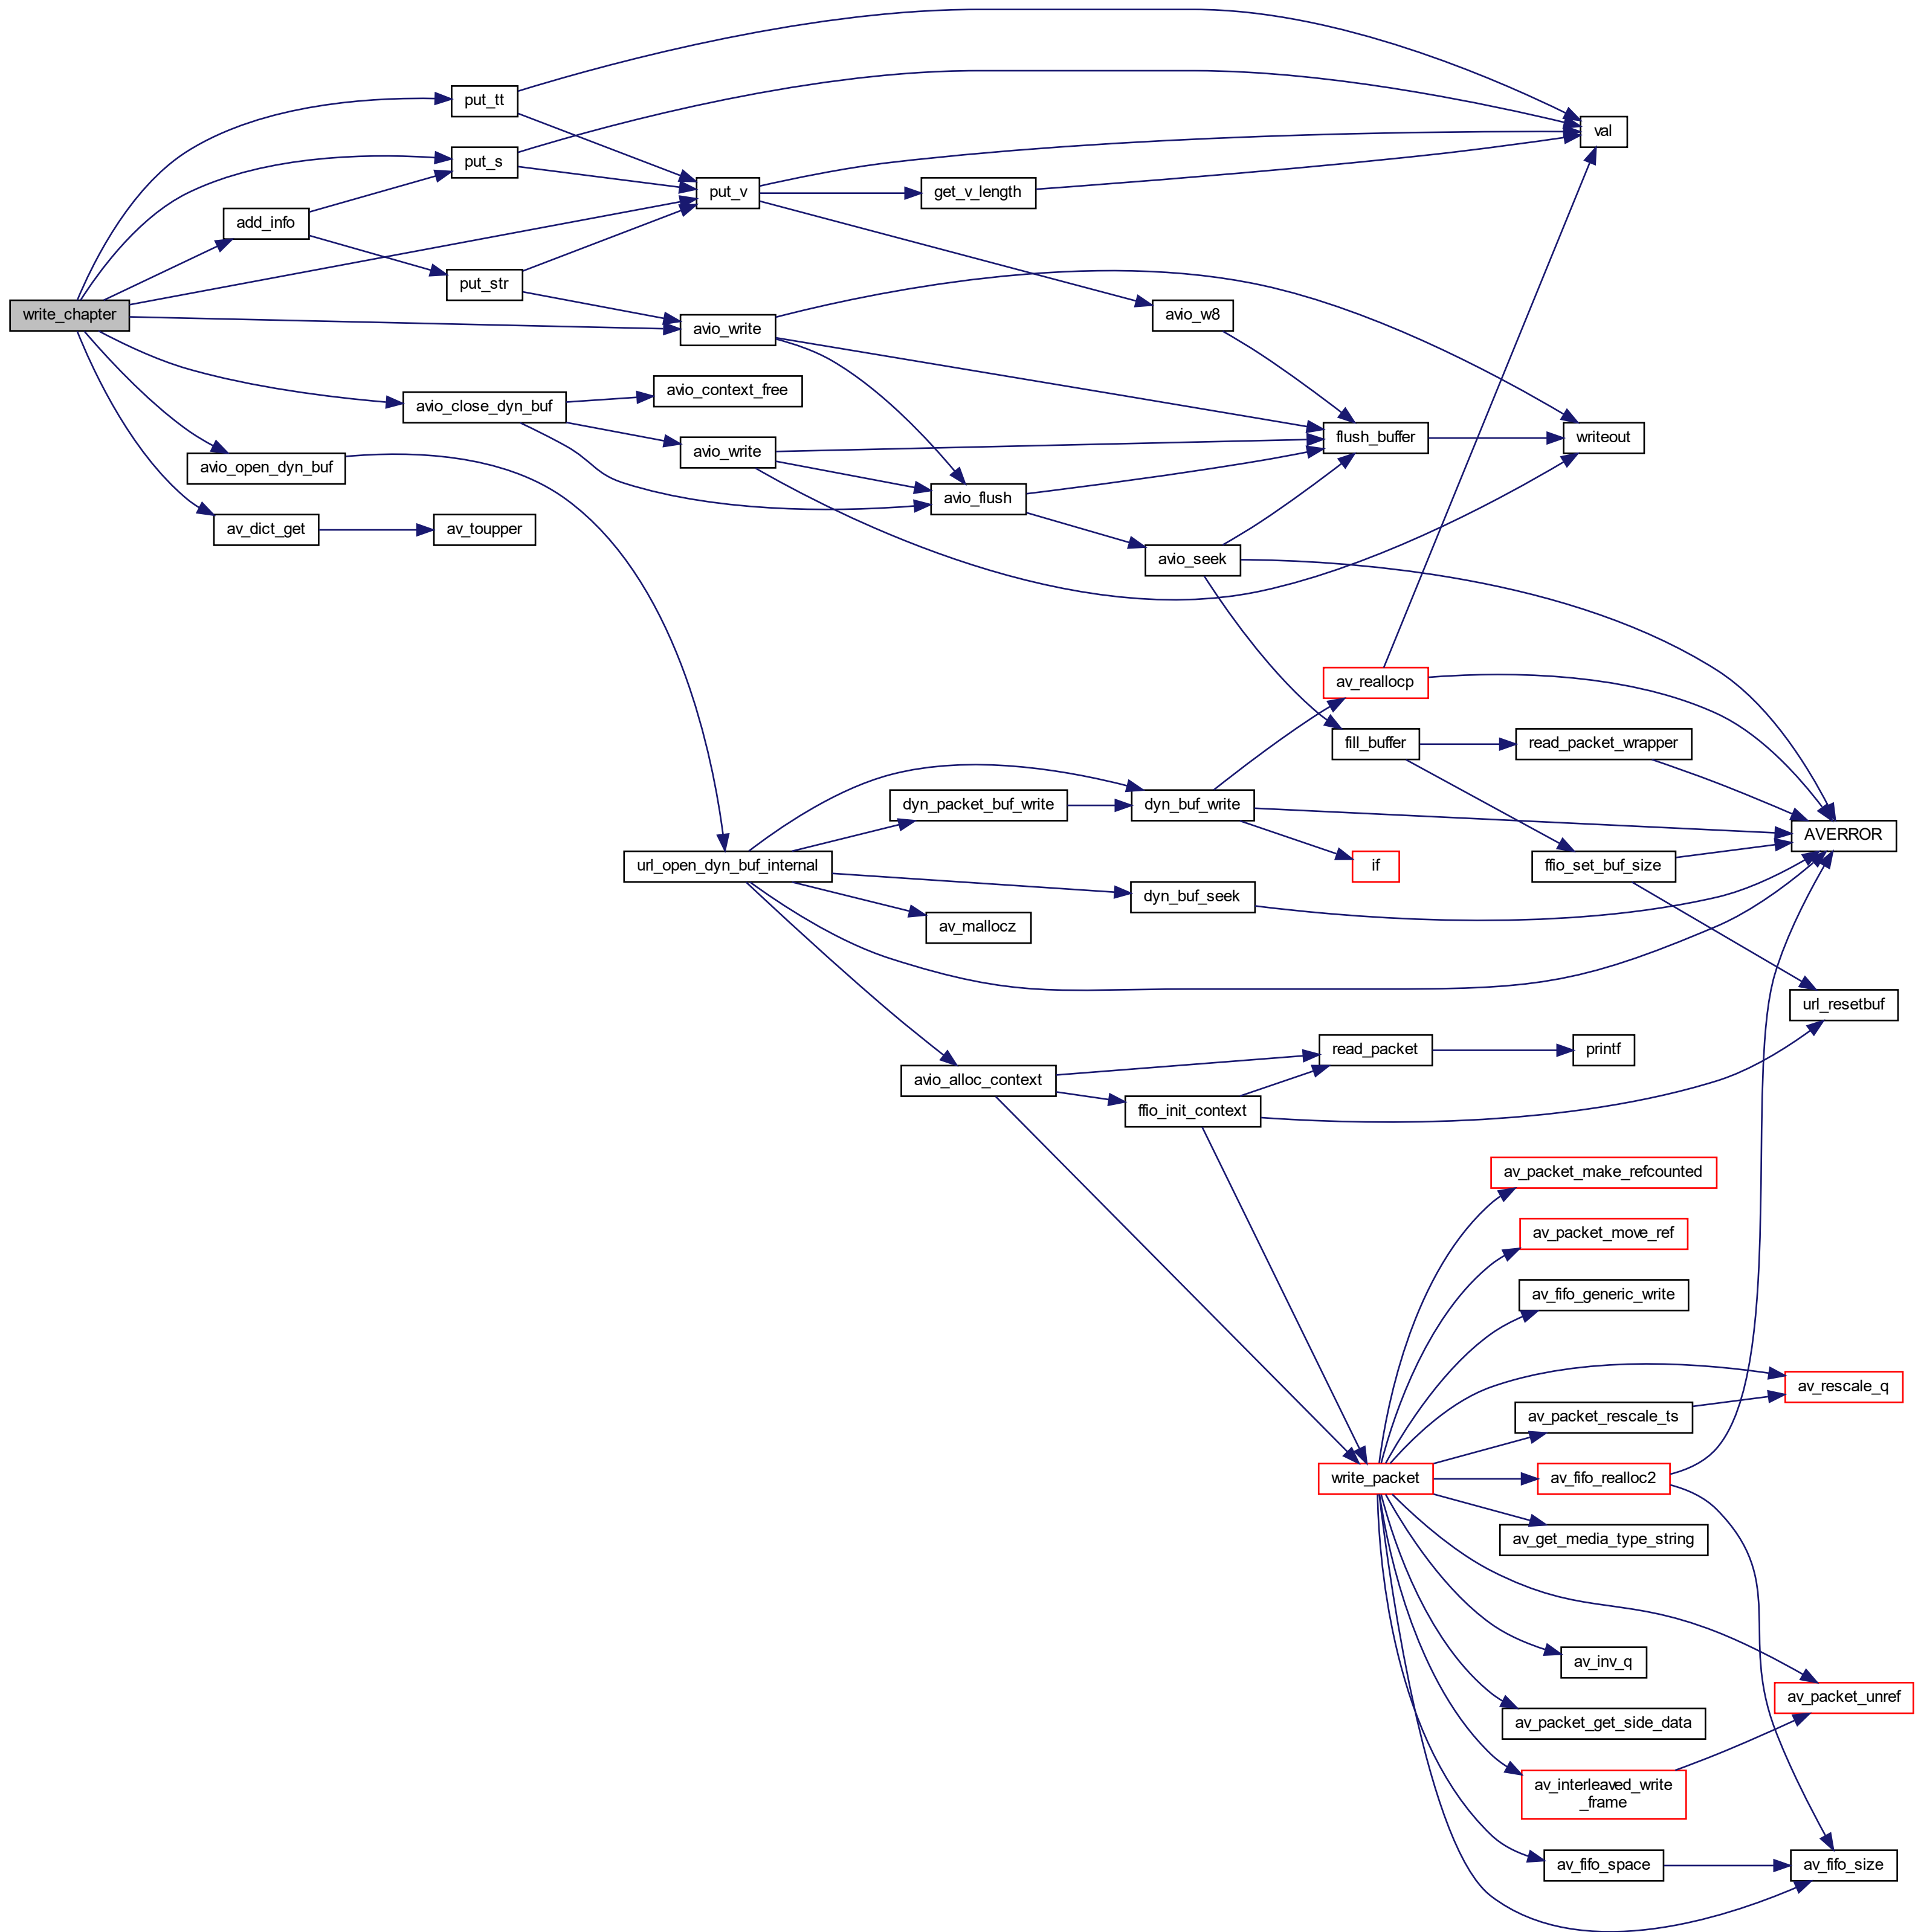 put_tt
val
put_s
put_v
get_v_length
add_info
put_str
write_chapter
avio_w8
avio_write
avio_context_free
avio_close_dyn_buf
flush_buffer
writeout
avio_write
avio_open_dyn_buf
avio_flush
av_dict_get
av_toupper
avio_seek
av_reallocp
fill_buffer
read_packet_wrapper
dyn_packet_buf_write
dyn_buf_write
AVERROR
url_open_dyn_buf_internal
if
ffio_set_buf_size
dyn_buf_seek
av_mallocz
url_resetbuf
read_packet
printf
avio_alloc_context
ffio_init_context
av_packet_make_refcounted
av_packet_move_ref
av_fifo_generic_write
av_rescale_q
av_packet_rescale_ts
write_packet
av_fifo_realloc2
av_get_media_type_string
av_inv_q
av_packet_unref
av_packet_get_side_data
av_interleaved_write
_frame
av_fifo_space
av_fifo_size